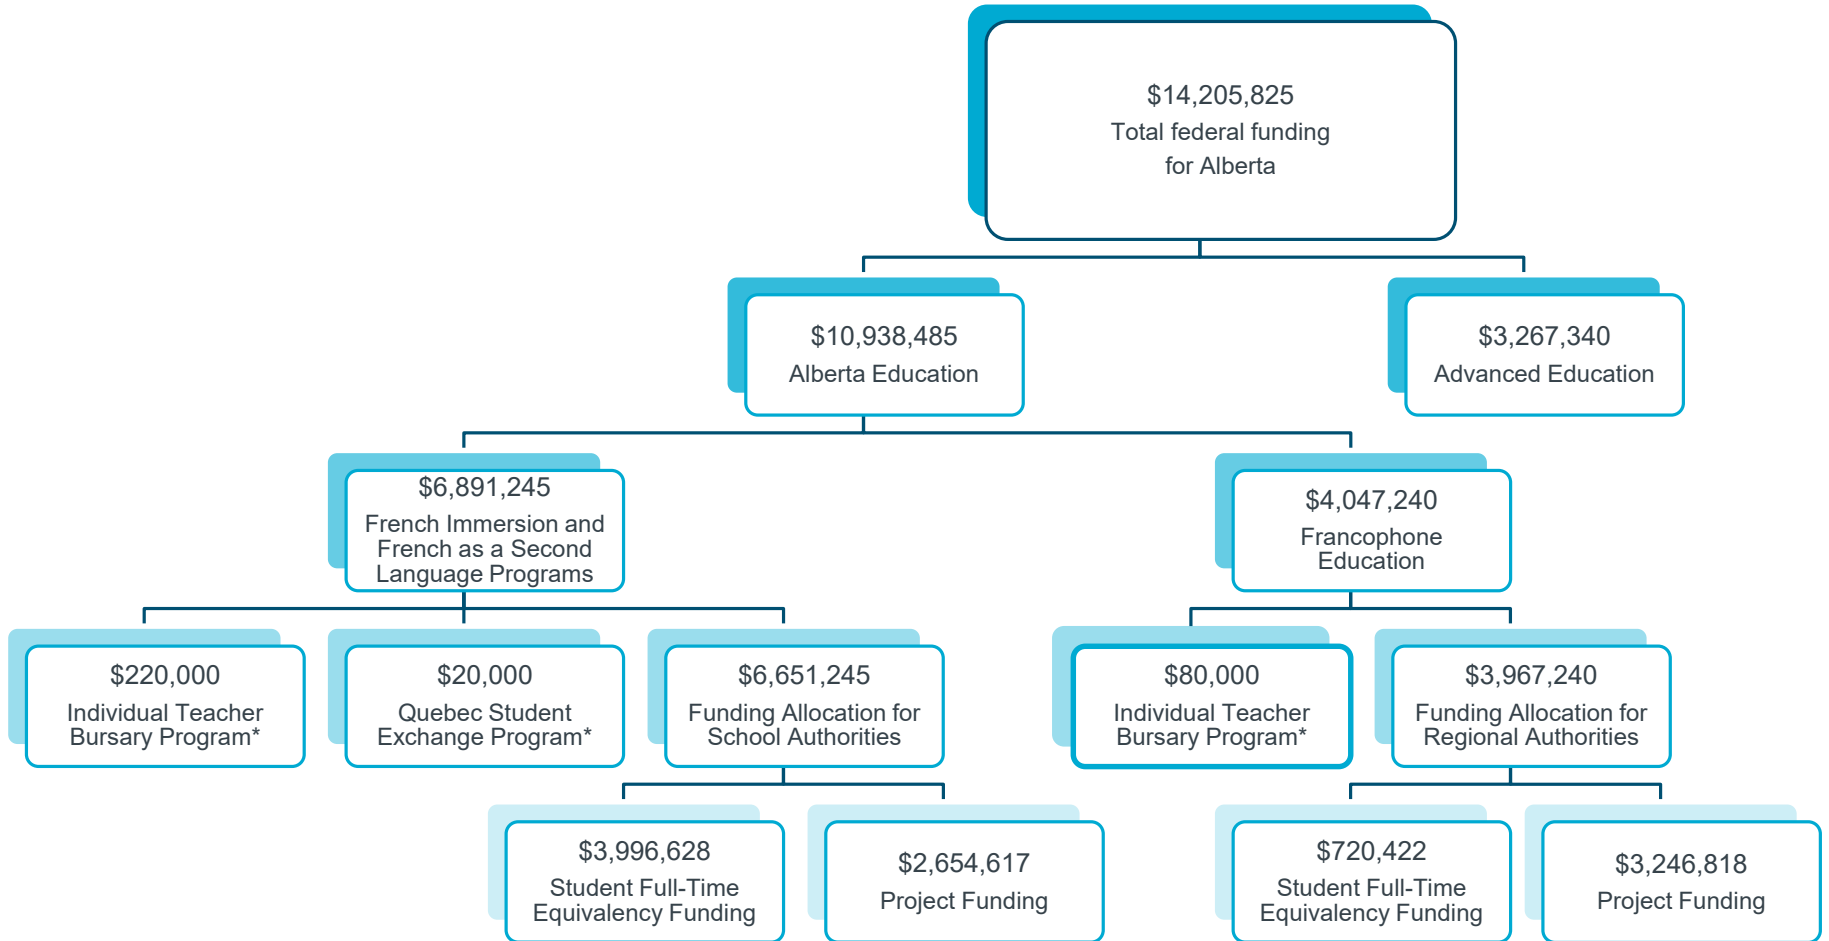 $14,205,825
Total federal funding
for Alberta
$10,938,485
Alberta Education
$3,267,340
Advanced Education
$6,891,245
French Immersion and
French as a Second
Language Programs
$4,047,240
Francophone
Education
$220,000
Individual Teacher
Bursary Program*
$20,000
Quebec Student
Exchange Program*
$6,651,245
Funding Allocation for
School Authorities
$80,000
Individual Teacher
Bursary Program*
$3,967,240
Funding Allocation for
Regional Authorities
$3,996,628
Student Full-Time
Equivalency Funding
$2,654,617
Project Funding
$720,422
Student Full-Time
Equivalency Funding
$3,246,818
Project Funding